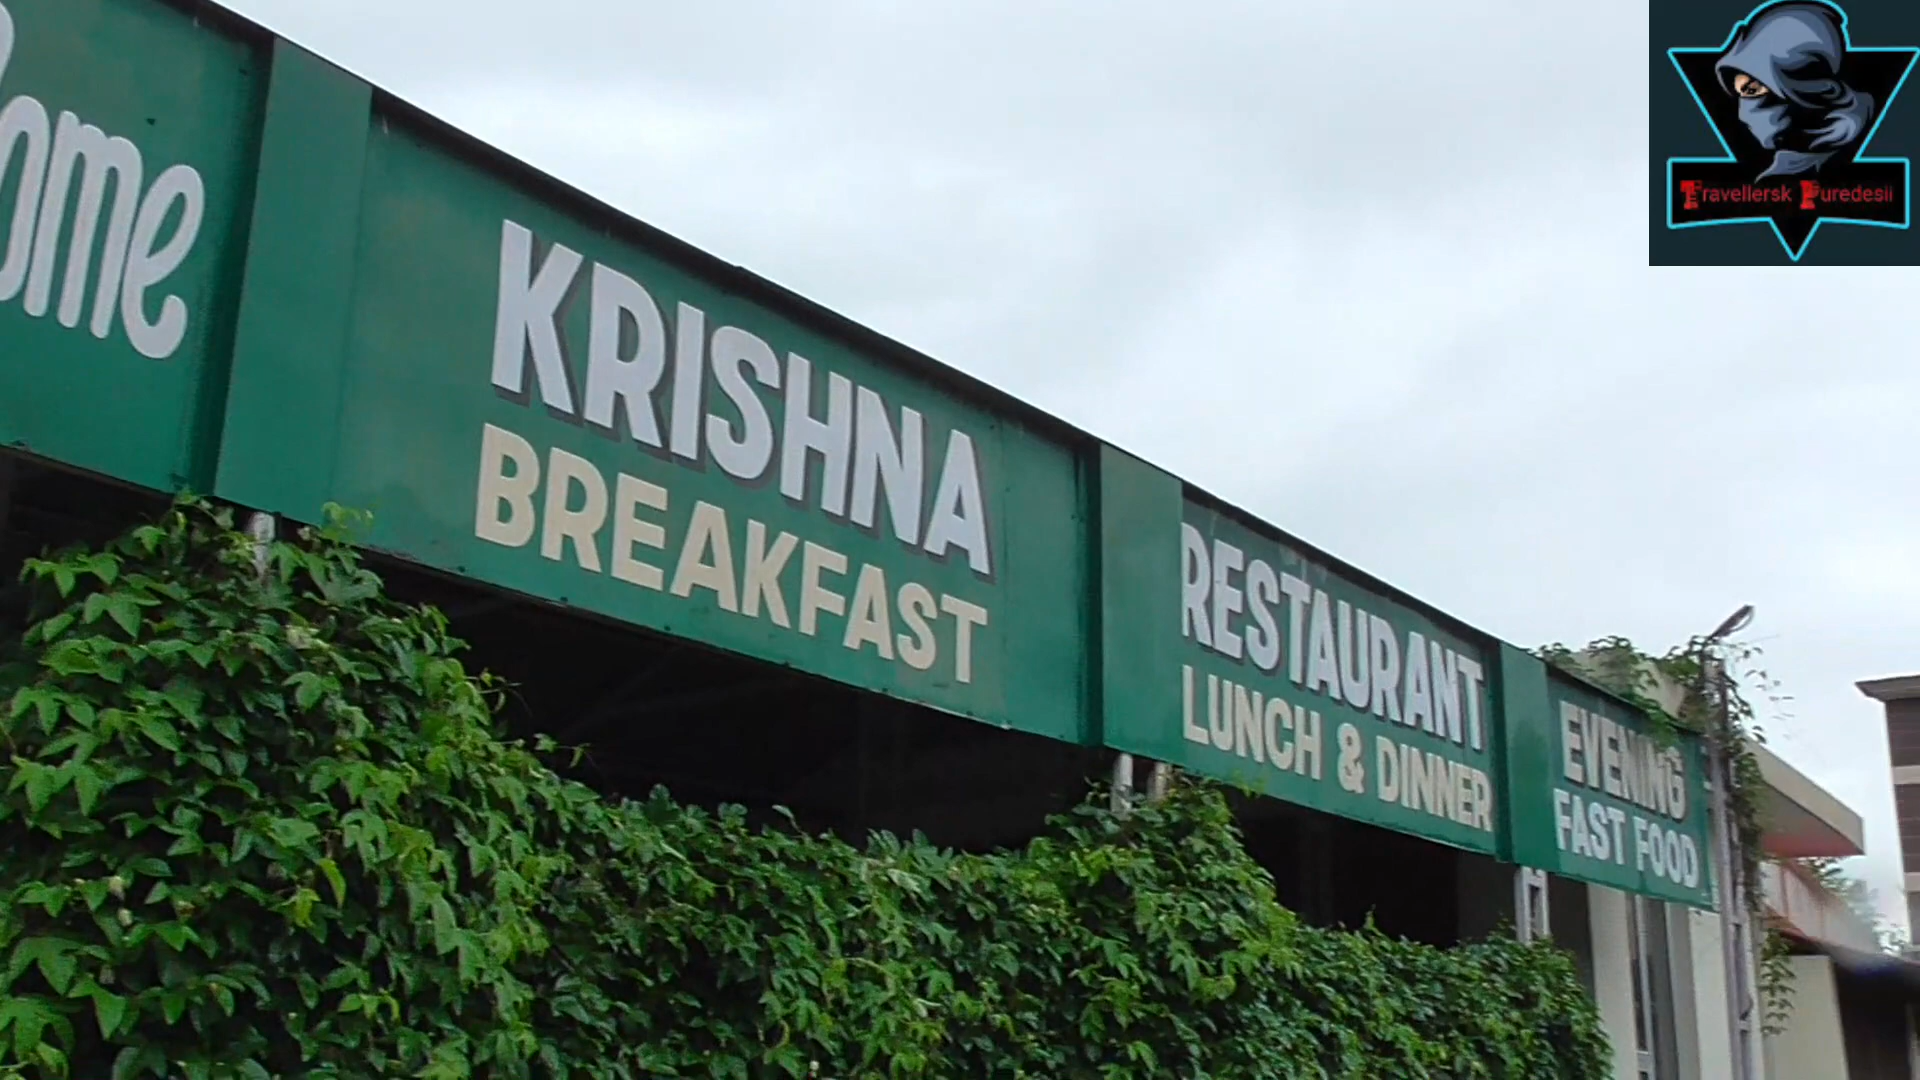 ome
KRISHNA
BREAKFAST
RESTAURANT
LUNCH & DINNER
EVENING
FAST FOOD
Travellersk Puredesii